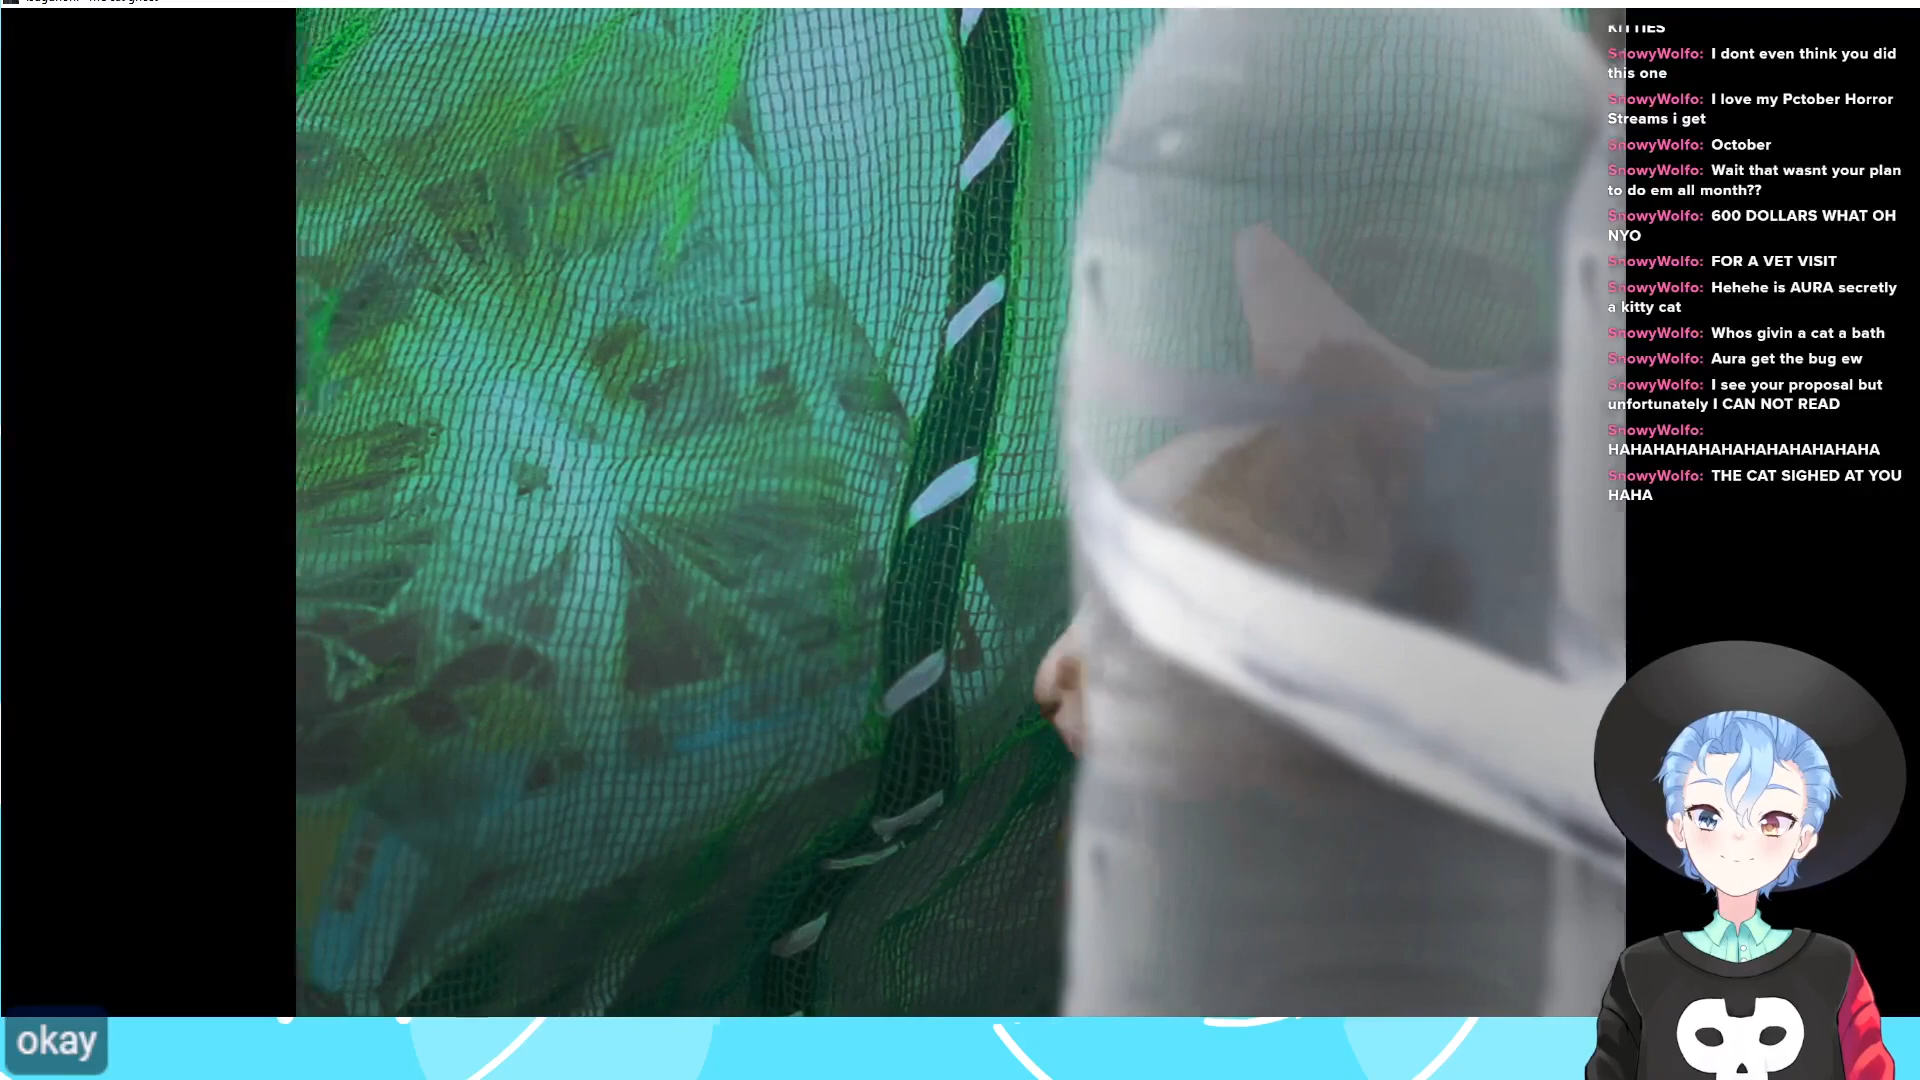 KITTIES
SnowyWolfo: I dont even think you did
this one
SnowyWolfo: I love my Pctober Horror
Streams i get
SnowyWolfo: October
SnowyWolfo: Wait that wasnt your plan
to do em all month??
SnowyWolfo: 600 DOLLARS WHAT OH
NYO
SnowyWolfo: FOR A VET VISIT
SnowyWolfo: Hehehe is AURA secretly
a kitty cat
SnowyWolfo: Whos givin a cat a bath
SnowyWolfo: Aura get the bug ew
SnowyWolfo: I see your proposal but
unfortunately I CAN NOT READ
SnowyWolfo:
HAHAHAHAHAHAHAHAHAHAHA
SnowyWolfo: THE CAT SIGHED AT YOU
HAHA
okay